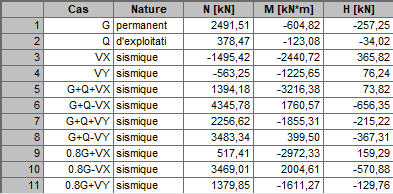 Cas Nature N [kN] M [kN*m] H [kN]
1 G permanent 2491,51 -604,82 -257,25
2 Q d'exploitati 378,47 -123,08 -34,02
3 VX sismique -1495,42 -2440,72 365,82
4 VY sismique -563,25 -1225,65 76,24
5 G+Q+VX sismique 1394,18 -3216,38 73,82
6 G+Q-VX sismique 4345,78 1760,57 -656,35
7 G+Q+VY sismique 2256,62 -1855,31 -215,22
8 G+Q-VY sismique 3483,34 399,50 -367,31
9 0.8G+VX sismique 517,41 -2972,33 159,29
10 0.8G-VX sismique 3469,01 2004,61 -570,88
11 0.8G+VY sismique 1379,85 -1611,27 -129,76